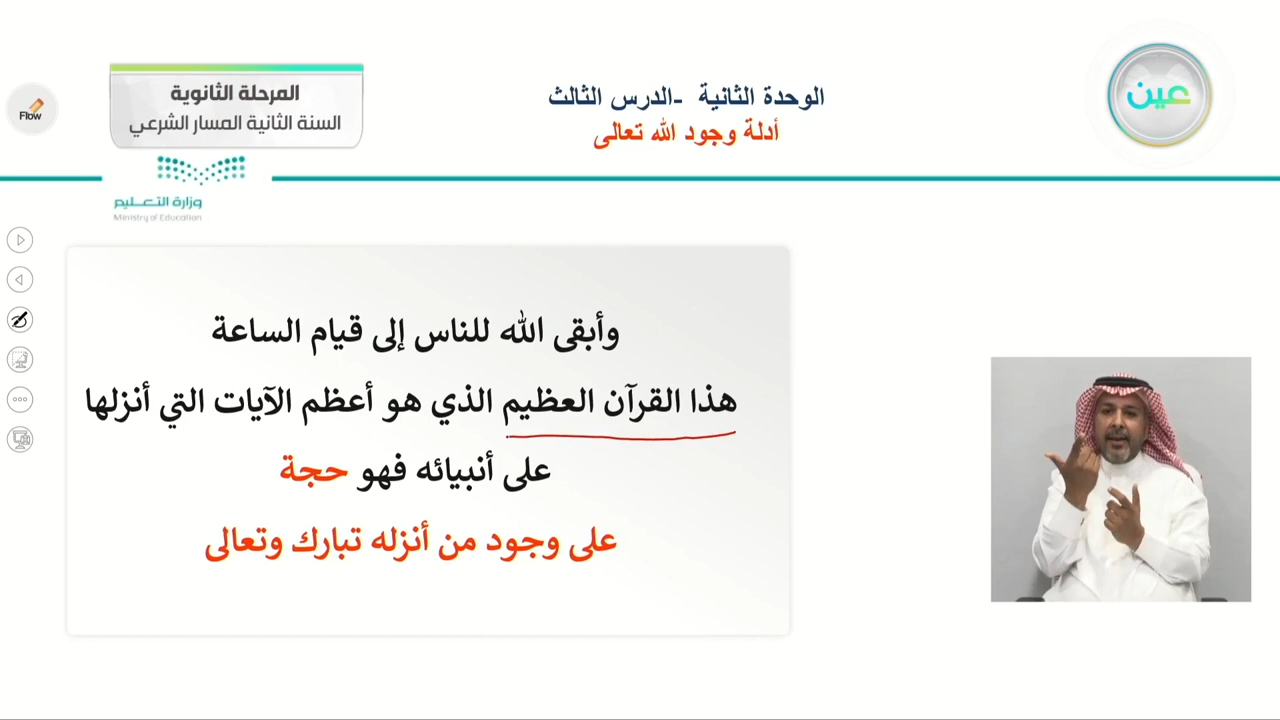 الوحدة الثانية -الدرس الثالث
أدلة وجود الله تعالى
المرحلة الثانوية
السنة الثانية المسار الشرعي
عين
Flow
وزارة التعليم
Ministry of Education
وأبقى الله للناس إلى قيام الساعة
هذا القرآن العظيم الذي هو أعظم الآيات التي أنزلها
على أنبيائه فهو حجة
على وجود من أنزله تبارك وتعالى